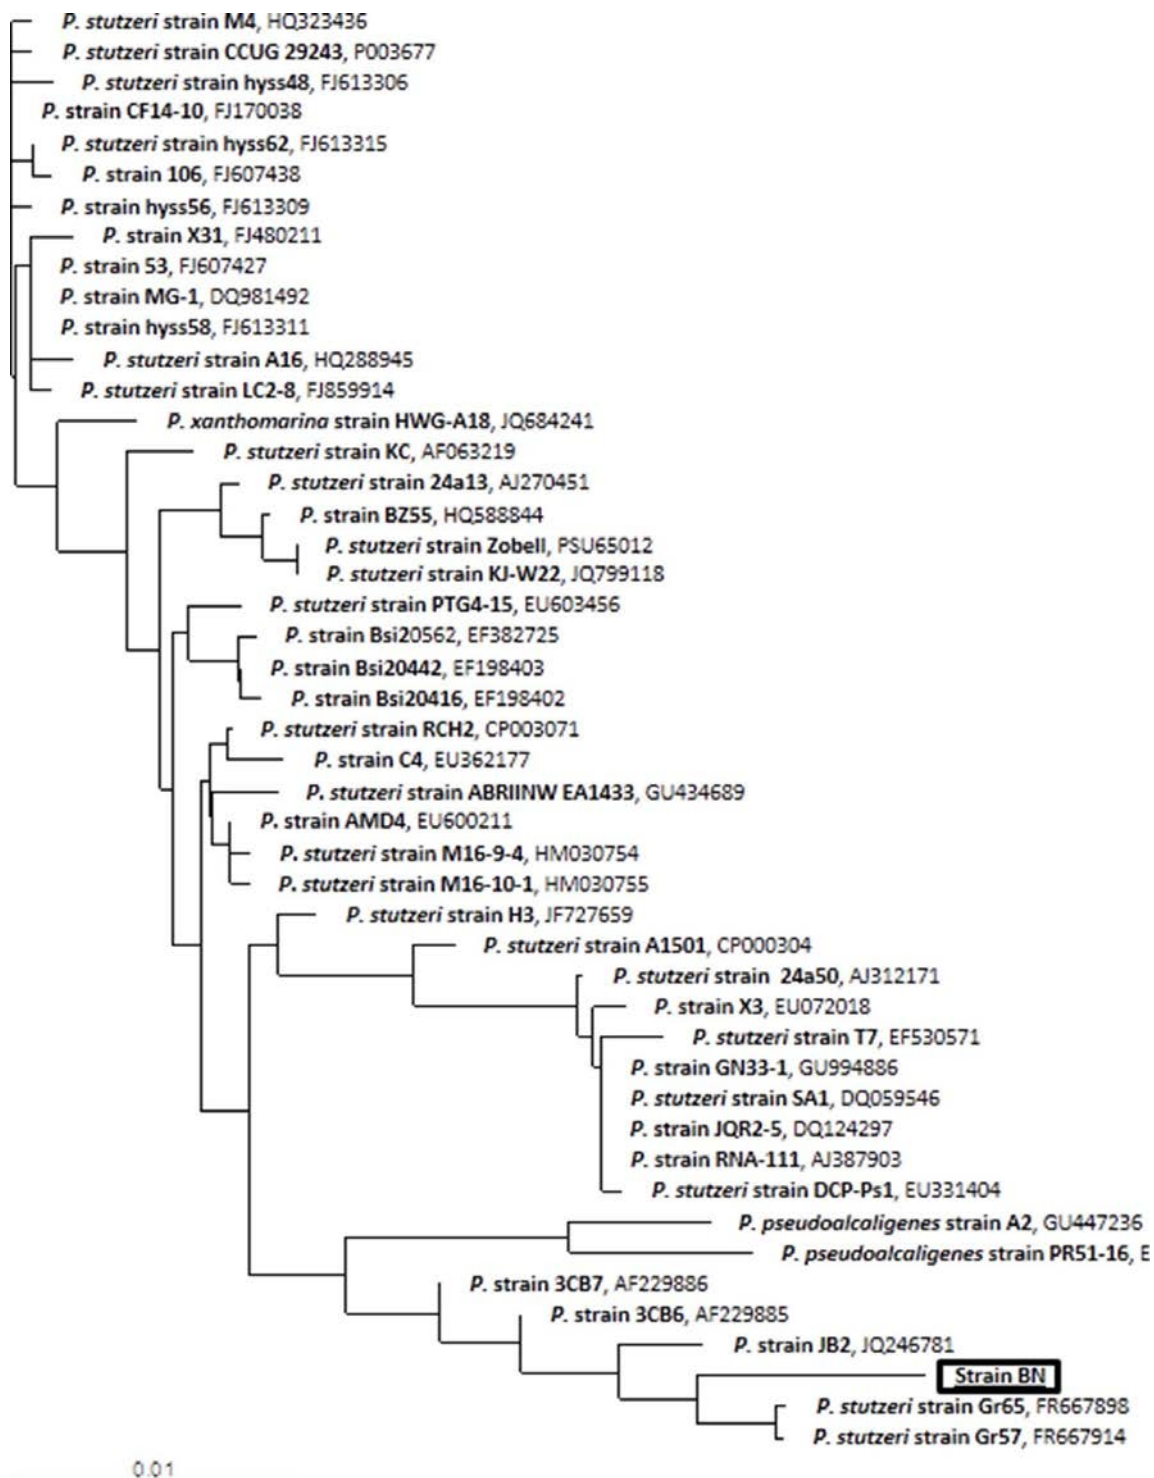 P. stutzeri strain M4, HQ323436
P. stutzeri strain CCUG 29243, P003677
P. stutzeri strain hyss48, FJ613306
P. strain CF14-10, FJ170038
P. stutzeri strain hyss62, FJ613315
P. strain 106, FJ607438
P. strain hyss56, FJ613309
P. strain X31, FJ480211
P. strain 53, FJ607427
P. strain MG-1, DQ981492
P. strain hyss58, FJ613311
P. stutzeri strain A16, HQ288945
P. stutzeri strain LC2-8, FJ859914
P. xanthomarina strain HWG-A18, JQ684241
P. stutzeri strain KC, AF063219
P. stutzeri strain 24a13, AJ270451
P. strain BZ55, HQ588844
P. stutzeri strain Zobell, PSU65012
P. stutzeri strain KJ-W22, JQ799118
P. stutzeri strain PTG4-15, EU603456
P. strain Bsi20562, EF382725
P. strain Bsi20442, EF198403
P. strain Bsi20416, EF198402
P. stutzeri strain RCH2, CP003071
P. strain C4, EU362177
P. stutzeri strain ABRIINW EA1433, GU434689
P. strain AMD4, EU600211
P. stutzeri strain M16-9-4, HM030754
P. stutzeri strain M16-10-1, HM030755
P. stutzeri strain H3, JF727659
P. stutzeri strain A1501, CP000304
P. stutzeri strain 24a50, AJ312171
P. strain X3, EU072018
P. stutzeri strain T7, EF530571
P. strain GN33-1, GU994886
P. stutzeri strain SA1, DQ059546
P. strain JQR2-5, DQ124297
P. strain RNA-111, AJ387903
P. stutzeri strain DCP-Ps1, EU331404
P. pseudoalcaligenes strain A2, GU447236
P. pseudoalcaligenes strain PR51-16, E
P. strain 3CB7, AF229886
P. strain 3CB6, AF229885
P. strain JB2, JQ246781
Strain BN
P. stutzeri strain Gr65, FR667898
P. stutzeri strain Gr57, FR667914
0.01